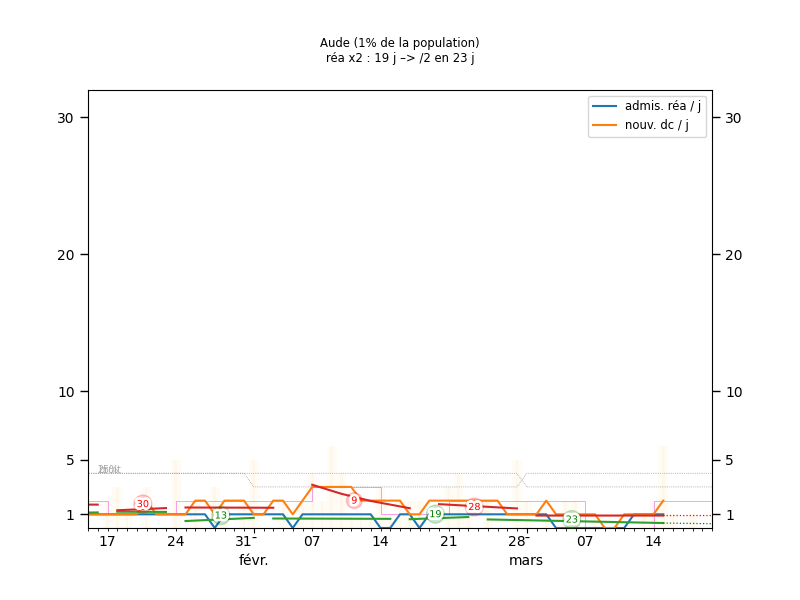 Aude (1% de la population)
réa x2 : 19 j –> /2 en 23 j
admis. réa / j
nouv. dc / j
30 30
20 20
10 10
5 5
1 1
30 13 9 19 28 23
17 24 31- 07 14 21 28- 07 14
févr. mars